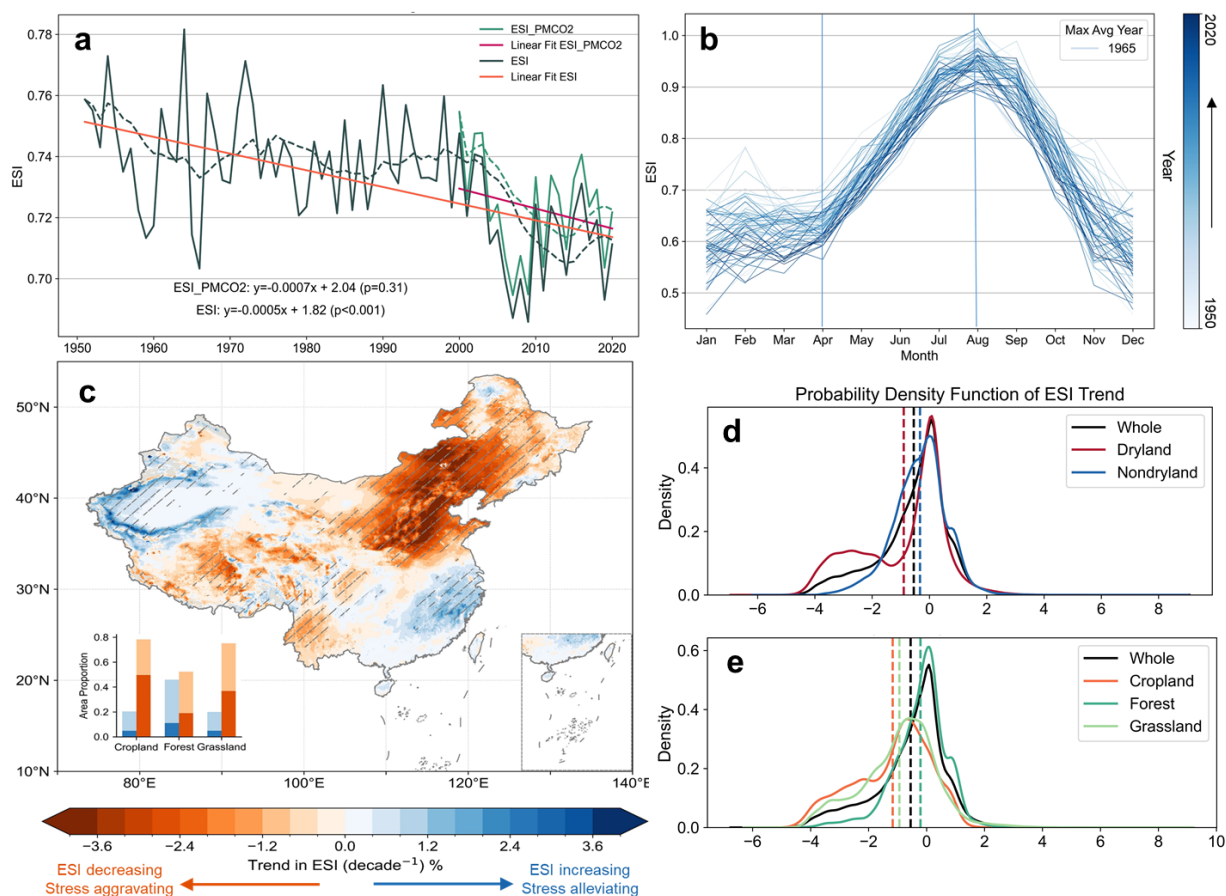 a
ESI
0.78
0.76
0.74
0.72
0.70
ESI_PMCO2
Linear Fit ESI_PMCO2
ESI
Linear Fit ESI
ESI_PMCO2: y=-0.0007x + 2.04 (p=0.31)
ESI: y=-0.0005x + 1.82 (p<0.001)
1950 1960 1970 1980 1990 2000 2010 2020
b
ESI
1.0
0.9
0.8
0.7
0.6
0.5
Max Avg Year
1965
Jan Feb Mar Apr May Jun Jul Aug Sep Oct Nov Dec
Month
Year
2020
1950
c
50°N
40°N
30°N
20°N
10°N
80°E 100°E 120°E 140°E
Area Proportion
0.8
0.6
0.4
0.2
0.0
Cropland Forest Grassland
−3.6 −2.4 −1.2 0.0 1.2 2.4 3.6
Trend in ESI (decade⁻¹) %
ESI decreasing
Stress aggravating
ESI increasing
Stress alleviating
Probability Density Function of ESI Trend
d
Density
0.4
0.2
0.0
Whole
Dryland
Nondryland
−6 −4 −2 0 2 4 6 8
e
Density
0.6
0.4
0.2
0.0
Whole
Cropland
Forest
Grassland
−6 −4 −2 0 2 4 6 8 10